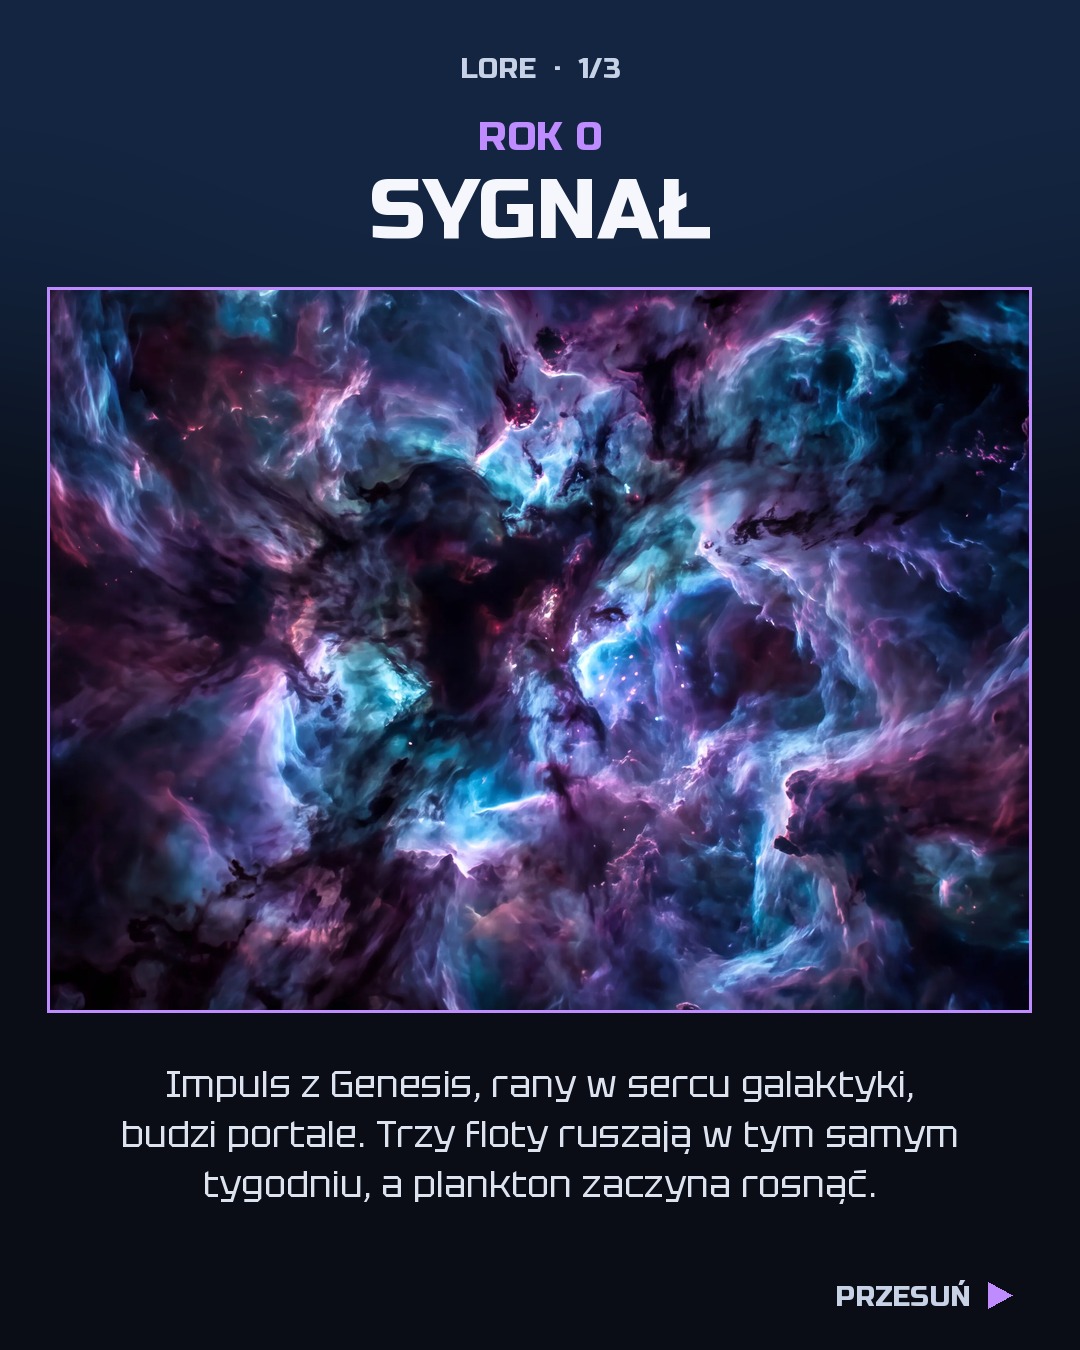 LORE · 1/3
ROK 0
SYGNAŁ
Impuls z Genesis, rany w sercu galaktyki,
budzi portale. Trzy floty ruszają w tym samym
tygodniu, a plankton zaczyna rosnąć.
PRZESUŃ